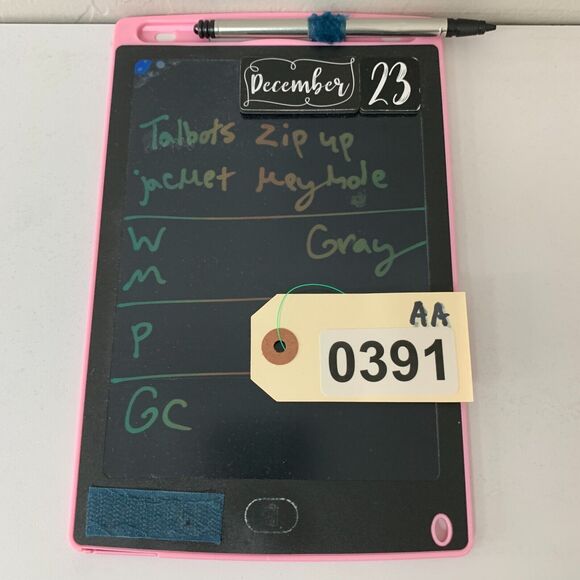 December 23
Talbots zip up
jacket keyhole
W Gray
M
AA
P
0391
GC